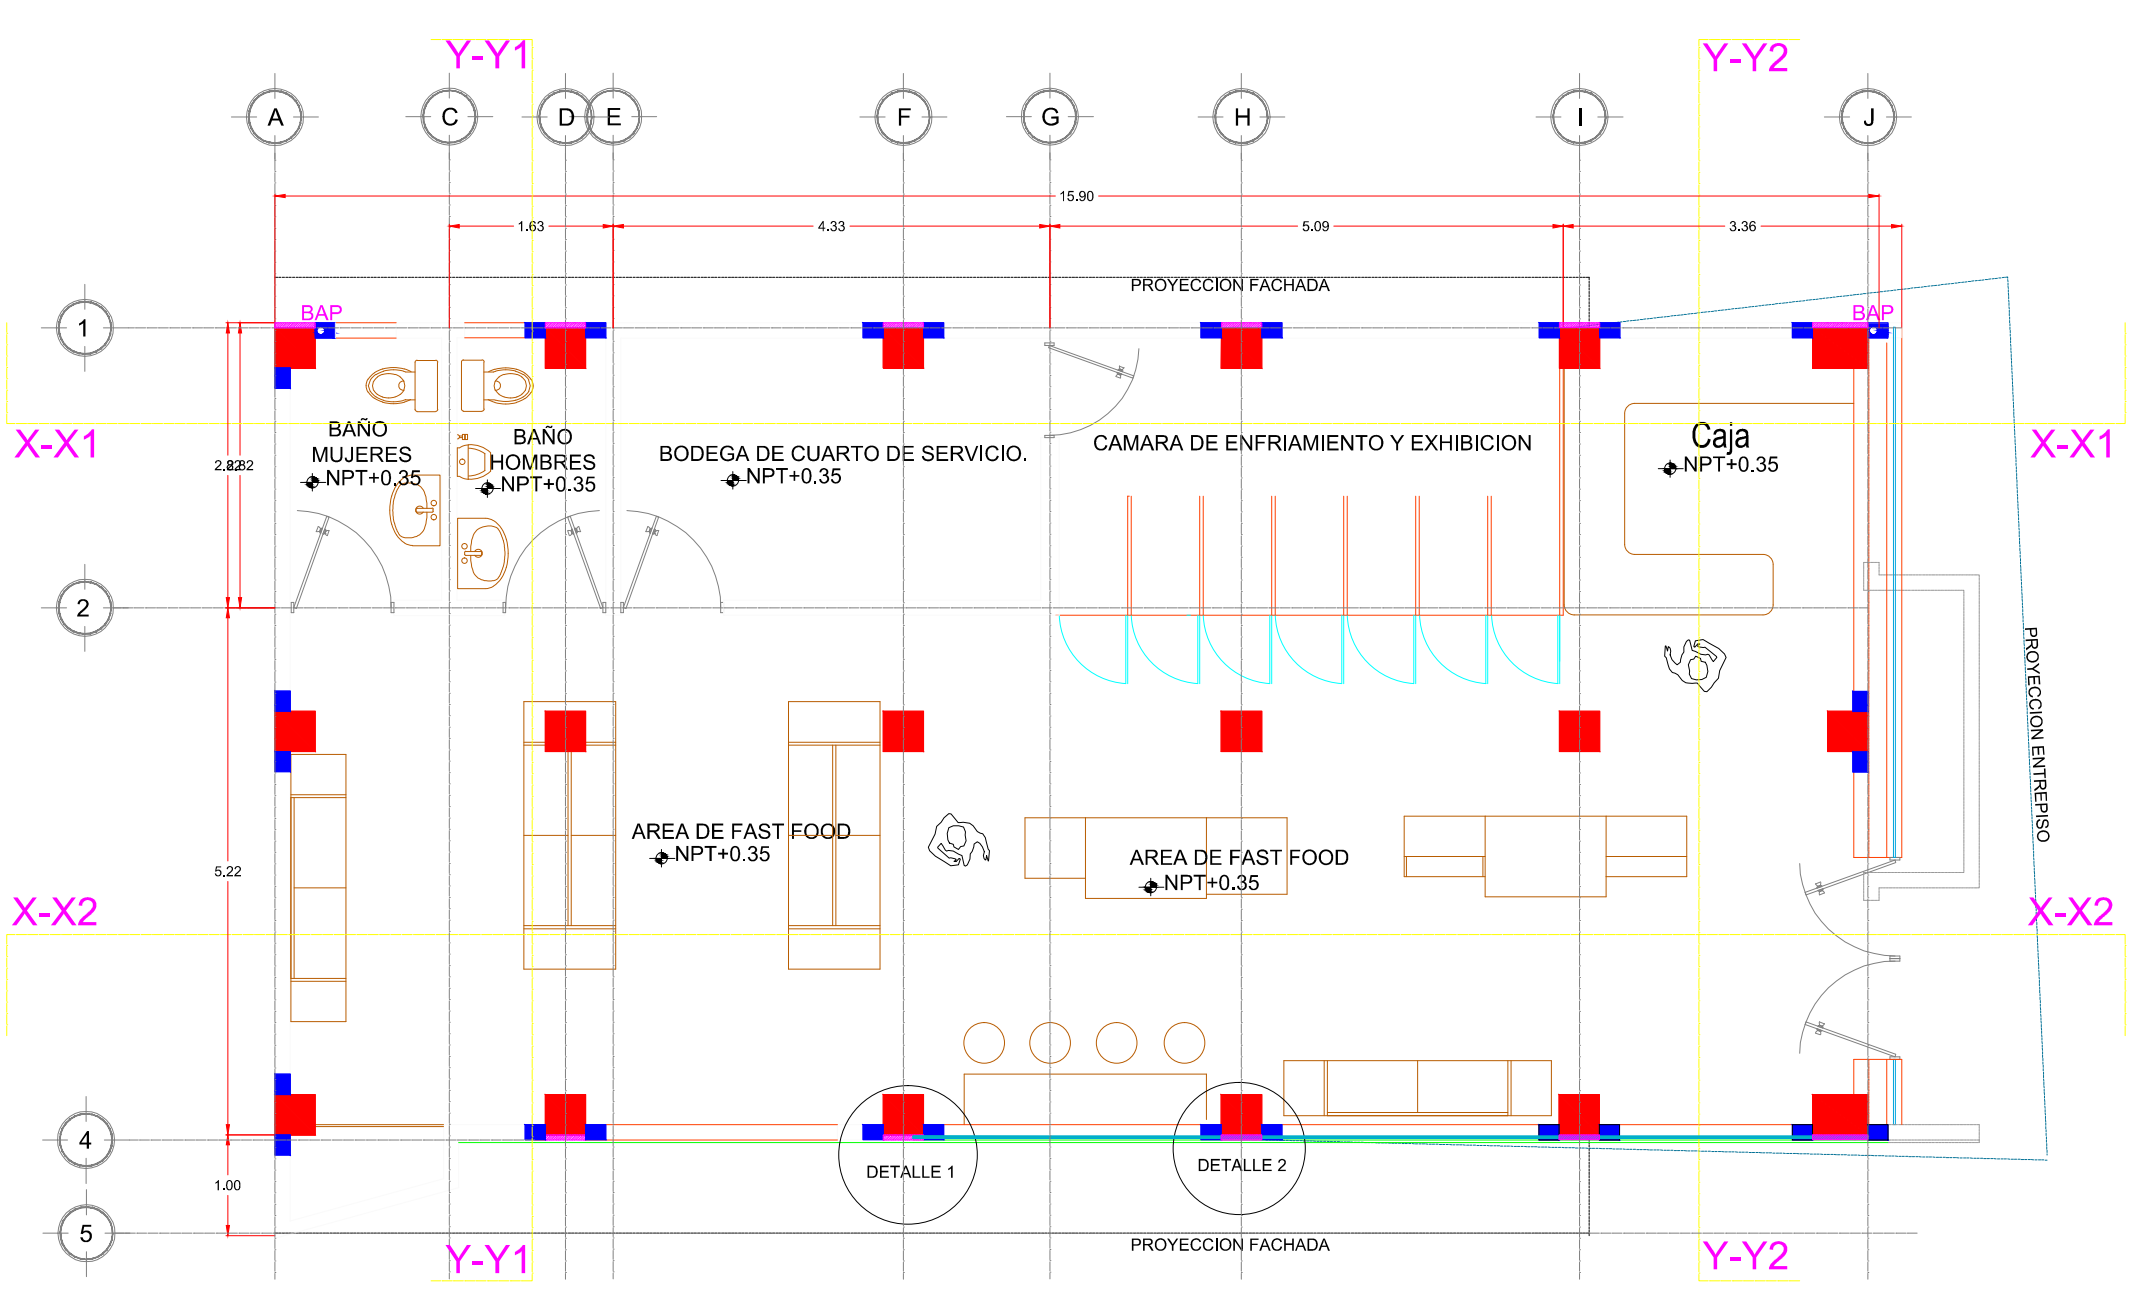 Y-Y1
Y-Y2
A
C
D
E
F
G
H
I
J
15.90
1.63
4.33
5.09
3.36
PROYECCION FACHADA
1
BAP
BAP
X-X1
X-X1
BAÑO
MUJERES
NPT+0.35
BAÑO
HOMBRES
NPT+0.35
BODEGA DE CUARTO DE SERVICIO.
NPT+0.35
CAMARA DE ENFRIAMIENTO Y EXHIBICION
Caja
NPT+0.35
2.82
2
PROYECCION ENTREPISO
AREA DE FAST FOOD
NPT+0.35
AREA DE FAST FOOD
NPT+0.35
5.22
X-X2
X-X2
4
DETALLE 1
DETALLE 2
1.00
5
PROYECCION FACHADA
Y-Y1
Y-Y2